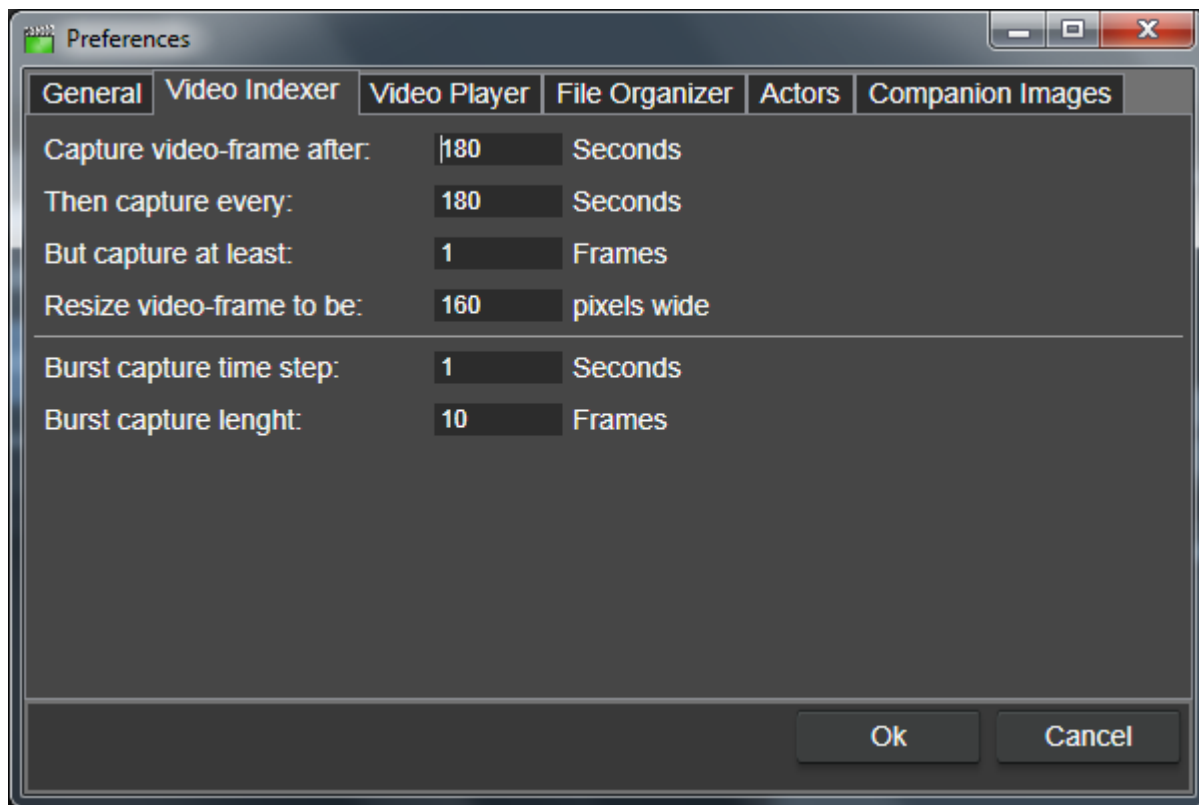 Preferences
General Video Indexer Video Player File Organizer Actors Companion Images
Capture video-frame after: 180 Seconds
Then capture every: 180 Seconds
But capture at least: 1 Frames
Resize video-frame to be: 160 pixels wide
Burst capture time step: 1 Seconds
Burst capture lenght: 10 Frames
Ok Cancel